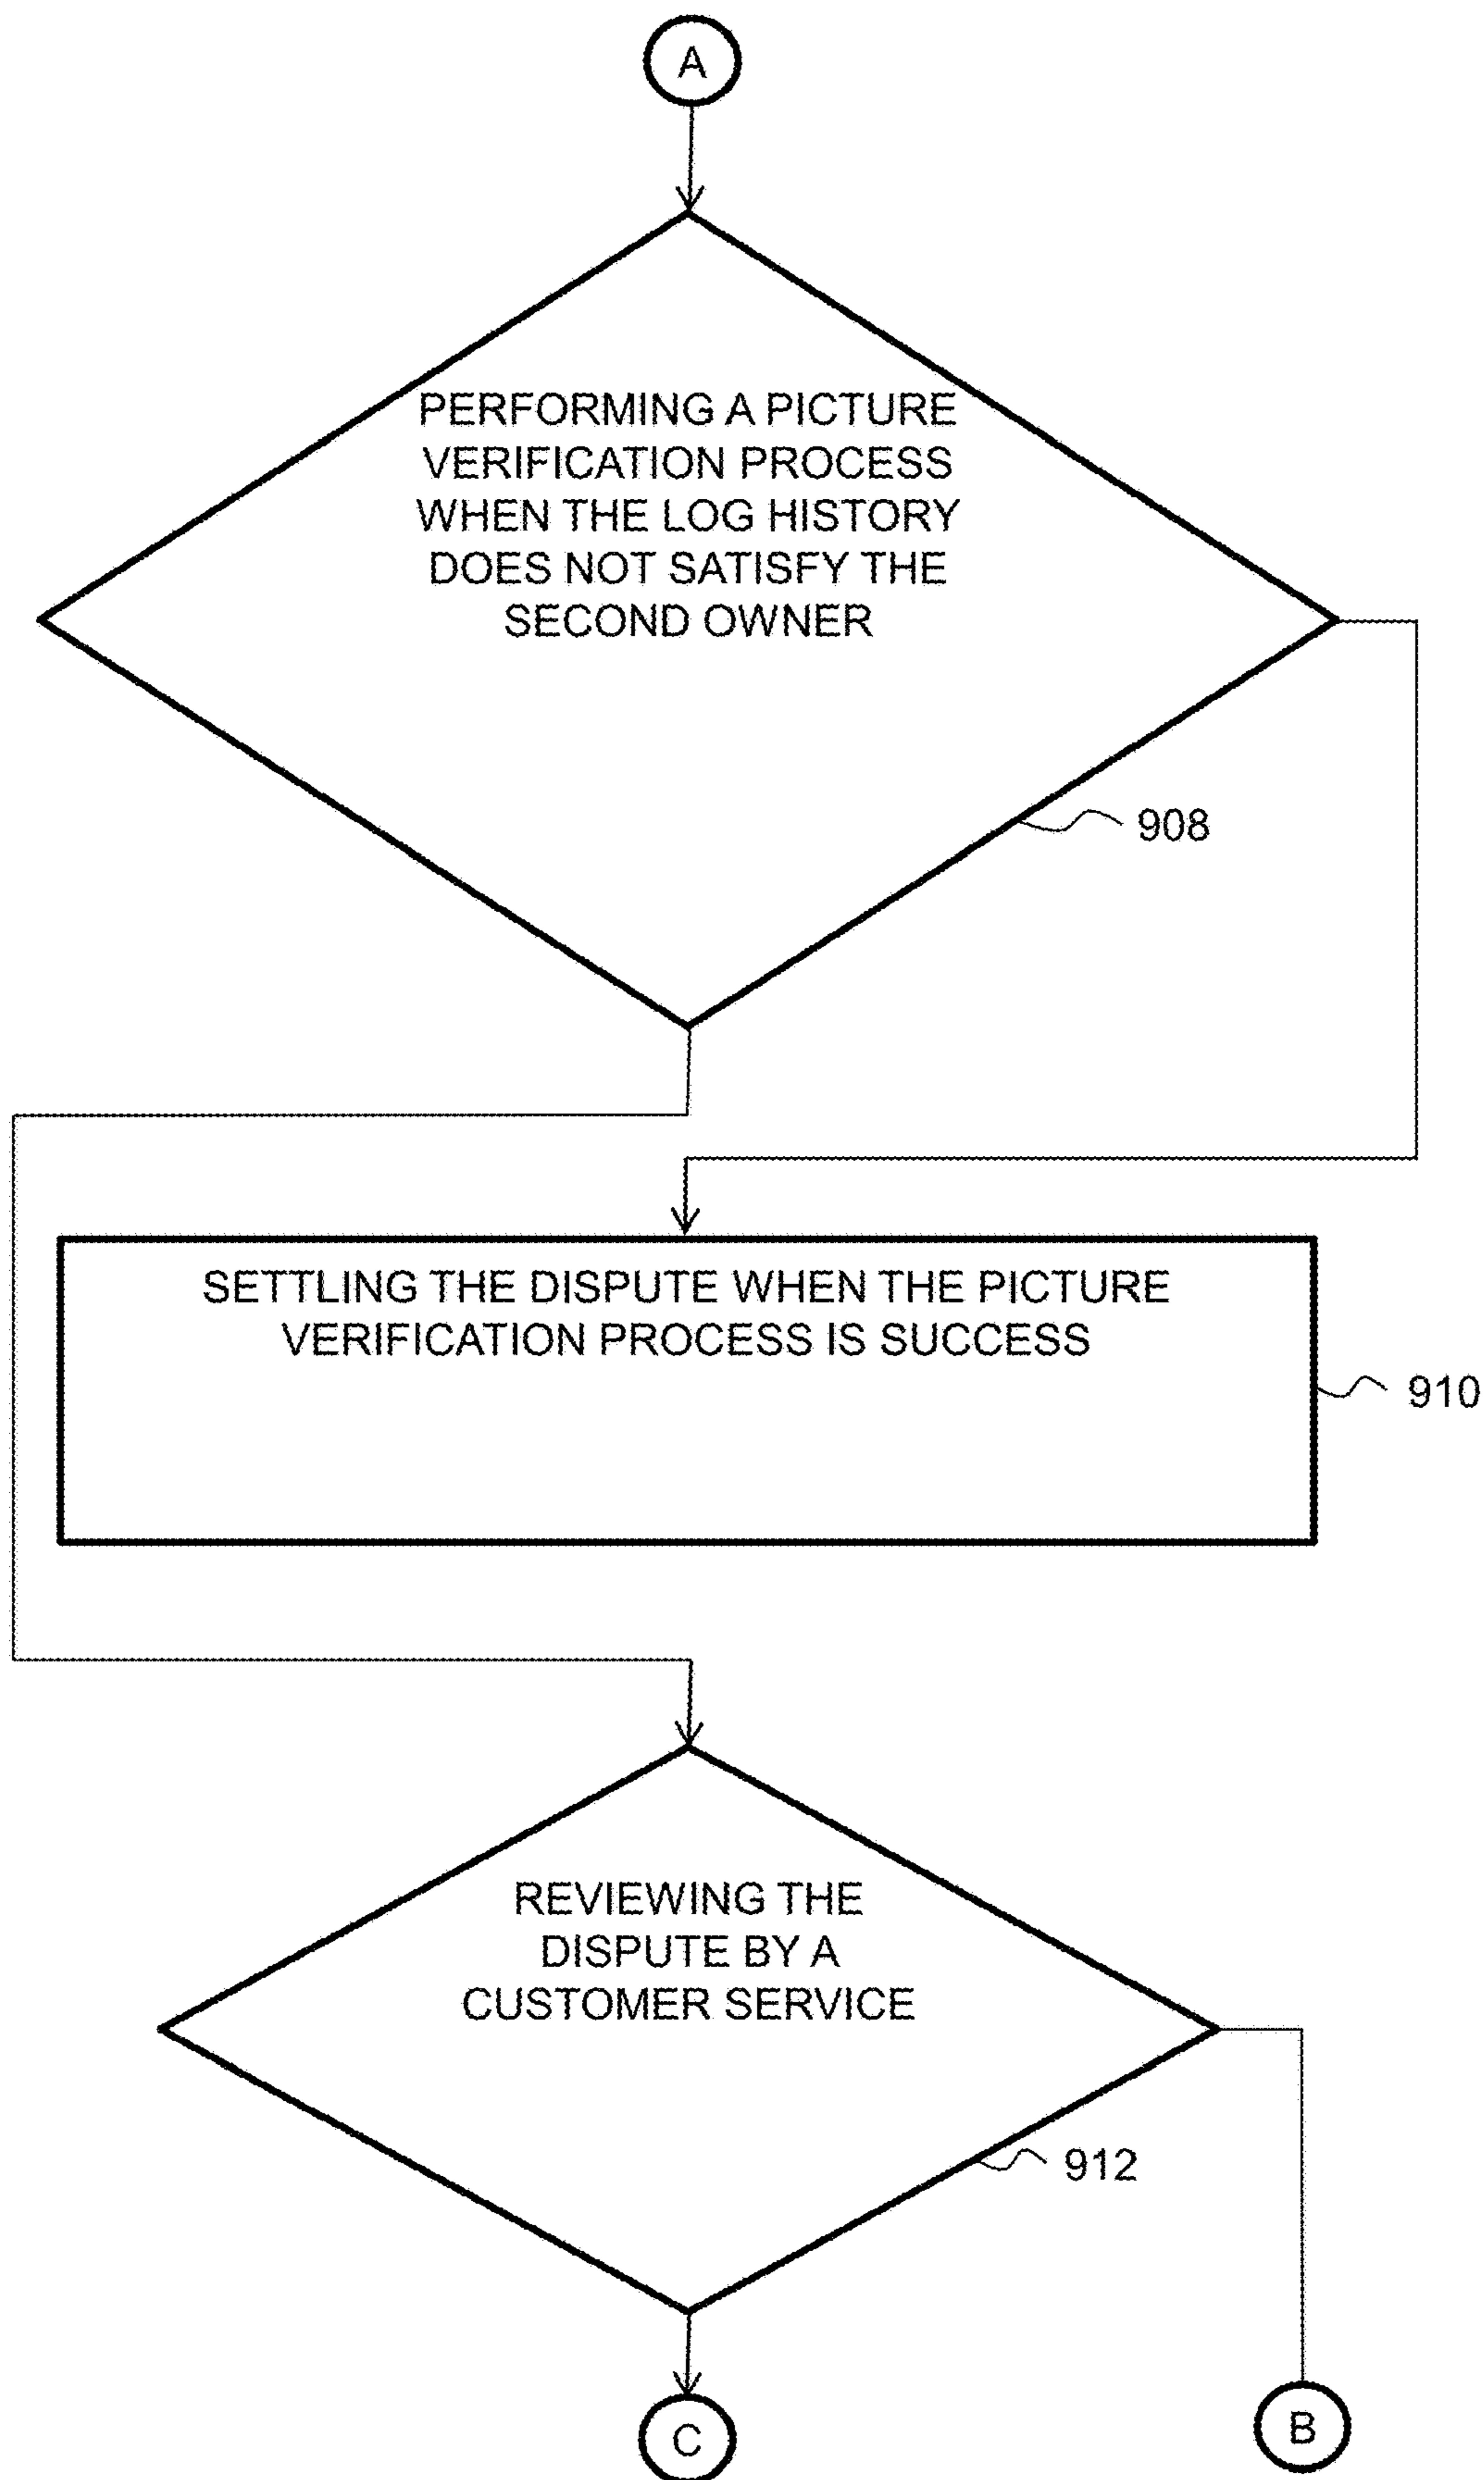 A
PERFORMING A PICTURE
VERIFICATION PROCESS
WHEN THE LOG HISTORY
DOES NOT SATISFY THE
SECOND OWNER
908
SETTLING THE DISPUTE WHEN THE PICTURE
VERIFICATION PROCESS IS SUCCESS
910
REVIEWING THE
DISPUTE BY A
CUSTOMER SERVICE
912
C
B